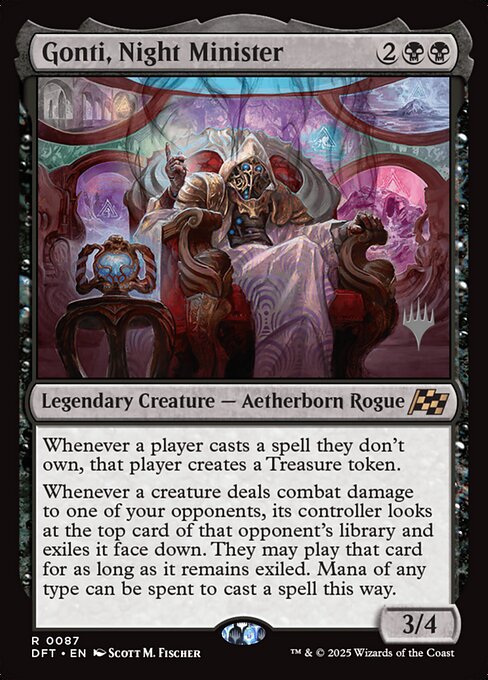 Gonti, Night Minister 2
Legendary Creature — Aetherborn Rogue
Whenever a player casts a spell they don't
own, that player creates a Treasure token.
Whenever a creature deals combat damage
to one of your opponents, its controller looks
at the top card of that opponent's library and
exiles it face down. They may play that card
for as long as it remains exiled. Mana of any
type can be spent to cast a spell this way.
3/4
R 0087
DFT • EN Scott M. Fischer
™ & © 2025 Wizards of the Coast